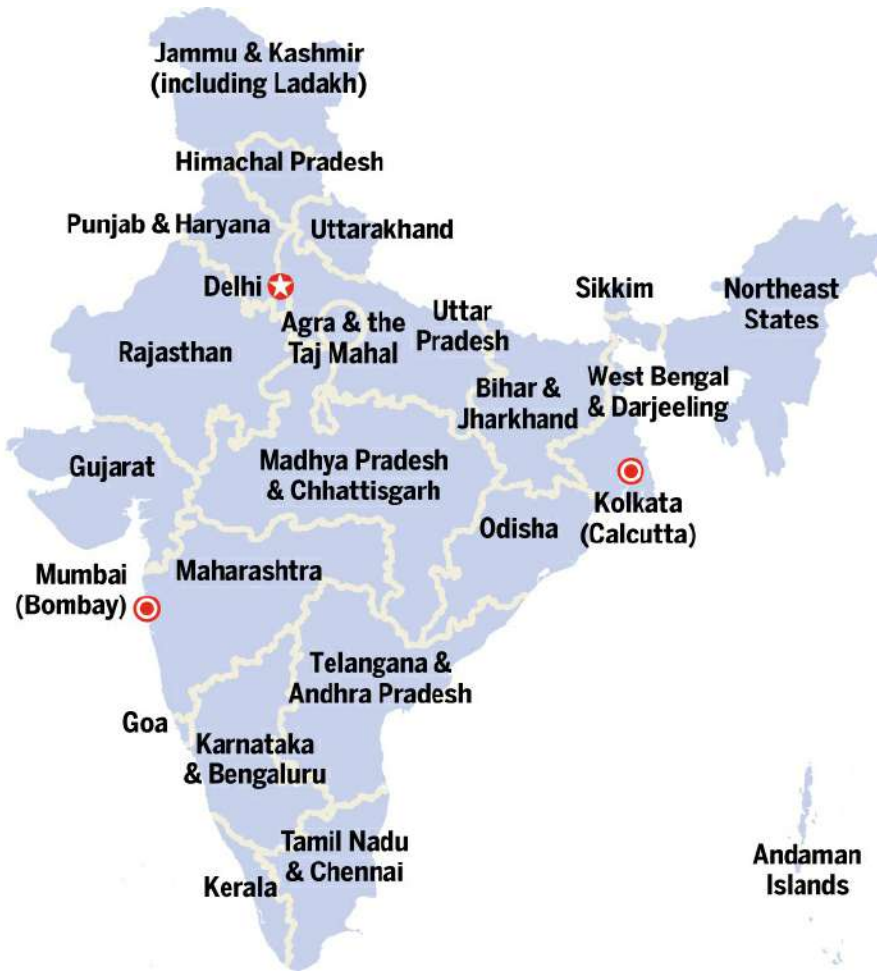 Jammu & Kashmir
(including Ladakh)
Himachal Pradesh
Punjab & Haryana
Uttarakhand
Delhi
Agra & the
Taj Mahal
Uttar
Pradesh
Sikkim
Northeast
States
Rajasthan
Bihar &
Jharkhand
West Bengal
& Darjeeling
Gujarat
Madhya Pradesh
& Chhattisgarh
Kolkata
(Calcutta)
Odisha
Mumbai
(Bombay)
Maharashtra
Telangana &
Andhra Pradesh
Goa
Karnataka
& Bengaluru
Tamil Nadu
& Chennai
Kerala
Andaman
Islands